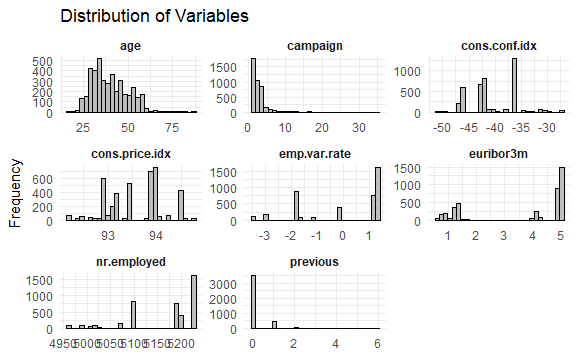 Distribution of Variables
age campaign cons.conf.idx
500
400
300
200
100
0
25 50 75
1500
1000
500
0
0 10 20 30
1000
500
0
-50 -45 -40 -35 -30
cons.price.idx emp.var.rate euribor3m
600
400
200
0
93 94
1500
1000
500
0
-3 -2 -1 0 1
1500
1000
500
0
1 2 3 4 5
Frequency
nr.employed previous
1500
1000
500
0
4950 5000 5050 5100 5150 5200
3000
2000
1000
0
0 2 4 6